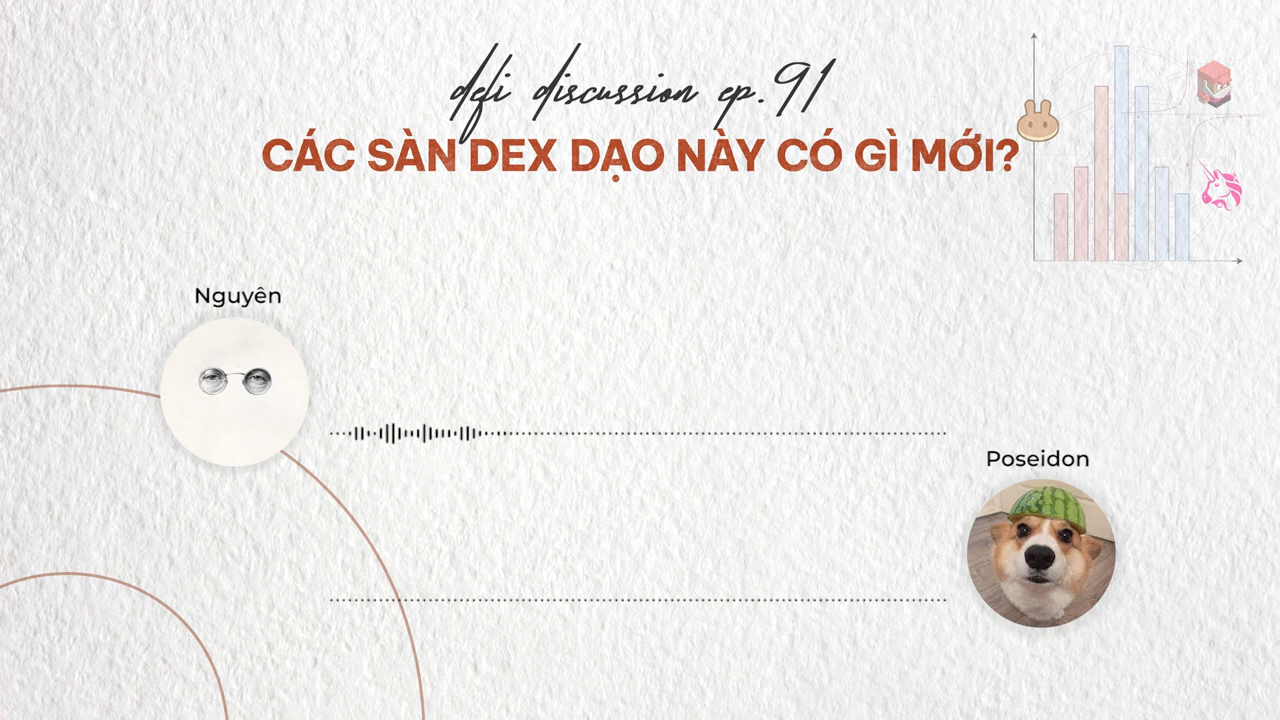 defi discussion ep.91
CÁC SÀN DEX DẠO NÀY CÓ GÌ MỚI?
Nguyên
Poseidon